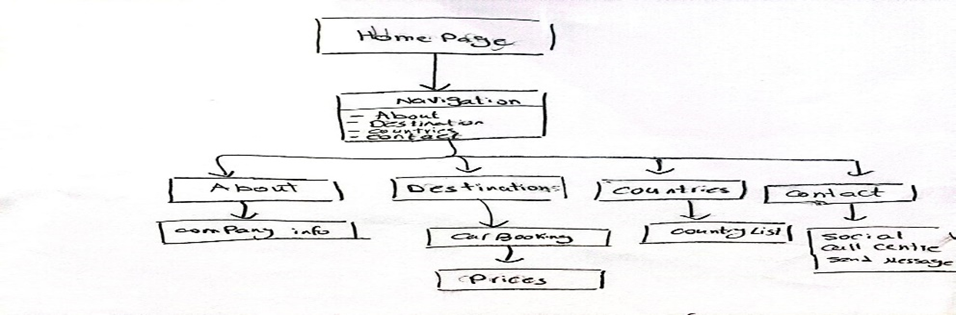 Home Page
Navigation
- About
- Destination
- Countries
- Contact
About
Destinations
Countries
Contact
company info
Car Booking
Country List
Social
Call Centre
Send Message
Prices